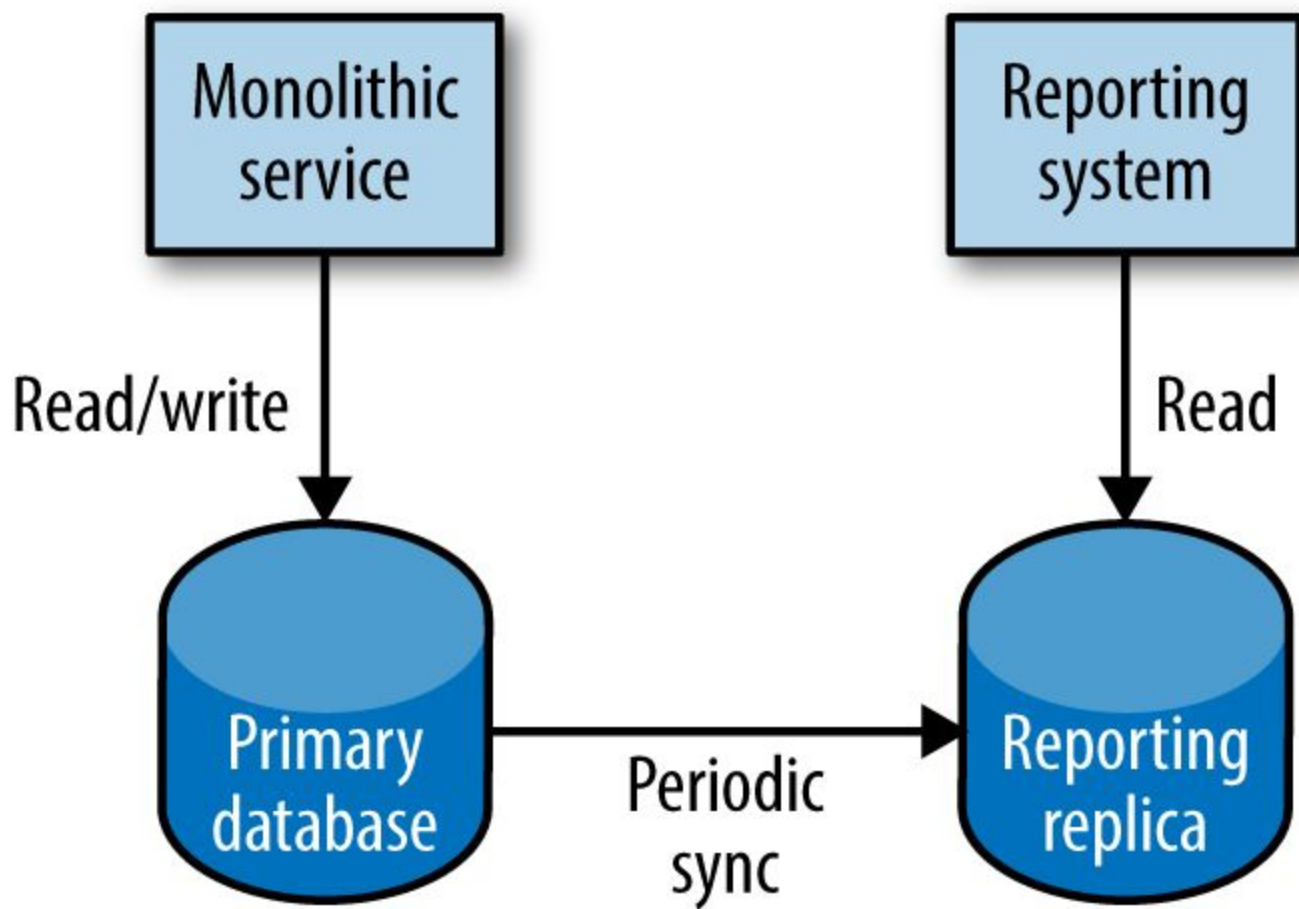 Monolithic
service
Reporting
system
Read/write
Read
Primary
database
Periodic
sync
Reporting
replica